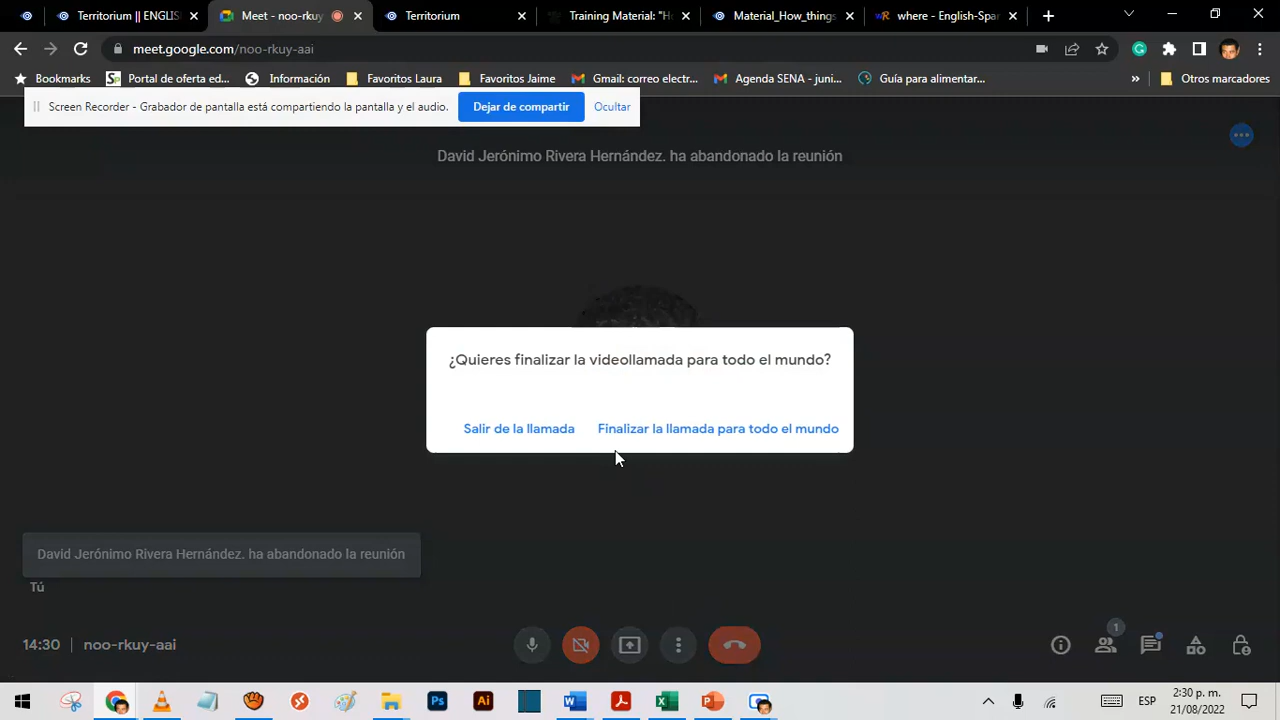 Territorium || ENGLIS
Meet - noo-rkuy
Territorium
Training Material: "Ho
Material_How_things_
where - English-Spar
meet.google.com/noo-rkuy-aai
Bookmarks
Portal de oferta ed...
Información
Favoritos Laura
Favoritos Jaime
Gmail: correo electr...
Agenda SENA - juni...
Guía para alimentar...
»
Otros marcadores
Screen Recorder - Grabador de pantalla está compartiendo la pantalla y el audio.
Dejar de compartir
Ocultar
David Jerónimo Rivera Hernández. ha abandonado la reunión
¿Quieres finalizar la videollamada para todo el mundo?
Salir de la llamada
Finalizar la llamada para todo el mundo
David Jerónimo Rivera Hernández. ha abandonado la reunión
Tú
1
14:30 | noo-rkuy-aai
ESP
2:30 p. m.
21/08/2022